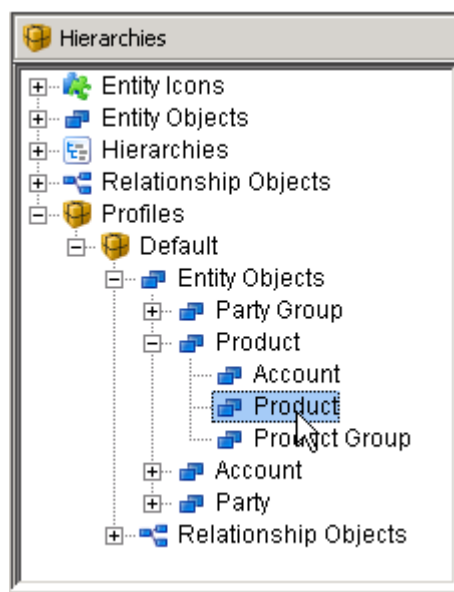 Hierarchies
Entity Icons
Entity Objects
Hierarchies
Relationship Objects
Profiles
Default
Entity Objects
Party Group
Product
Account
Product
Product Group
Account
Party
Relationship Objects